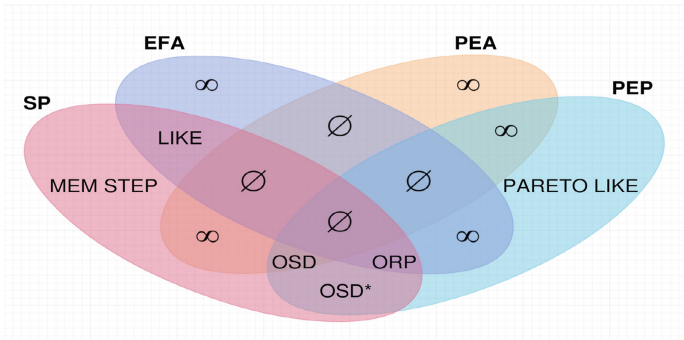 EFA
PEA
SP
PEP
∞
∞
∅
∞
LIKE
MEM STEP
∅
∅
PARETO LIKE
∅
∞
∞
OSD
ORP
OSD*